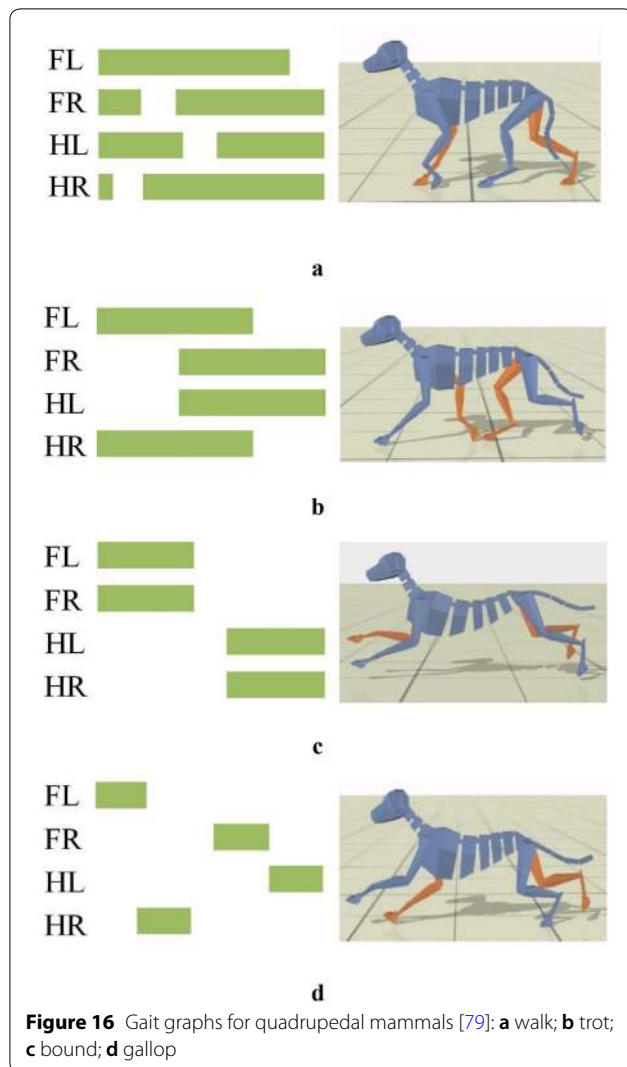 FL
FR
HL
HR
a
FL
FR
HL
HR
b
FL
FR
HL
HR
c
FL
FR
HL
HR
d
Figure 16 Gait graphs for quadrupedal mammals [79]: a walk; b trot;
c bound; d gallop